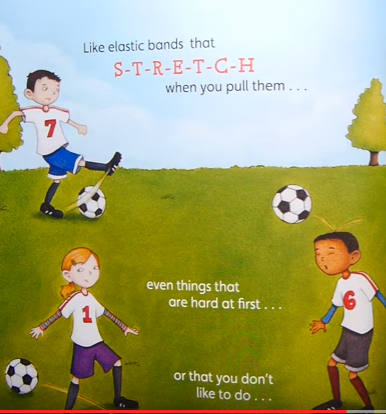 Like elastic bands that
S-T-R-E-T-C-H
when you pull them . . .
7
even things that
are hard at first . . .
1
6
or that you don't
like to do . . .